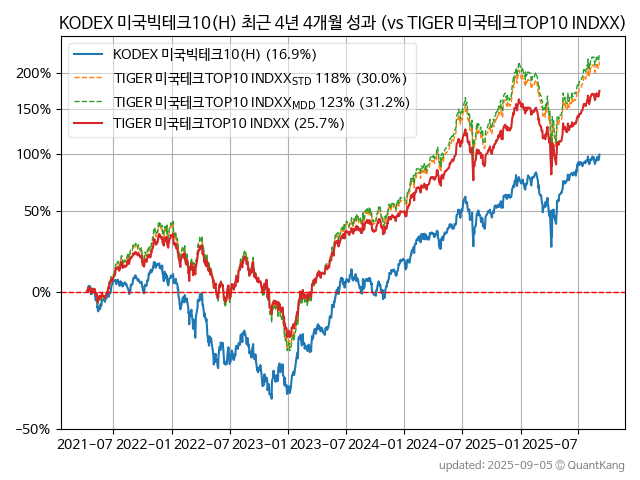 KODEX 미국빅테크10(H) 최근 4년 4개월 성과 (vs TIGER 미국테크TOP10 INDXX)
KODEX 미국빅테크10(H) (16.9%)
TIGER 미국테크TOP10 INDXXSTD 118% (30.0%)
TIGER 미국테크TOP10 INDXXMDD 123% (31.2%)
TIGER 미국테크TOP10 INDXX (25.7%)
200%
150%
100%
50%
0%
−50%
2021−07 2022−01 2022−07 2023−01 2023−07 2024−01 2024−07 2025−01 2025−07
updated: 2025-09-05 © QuantKang